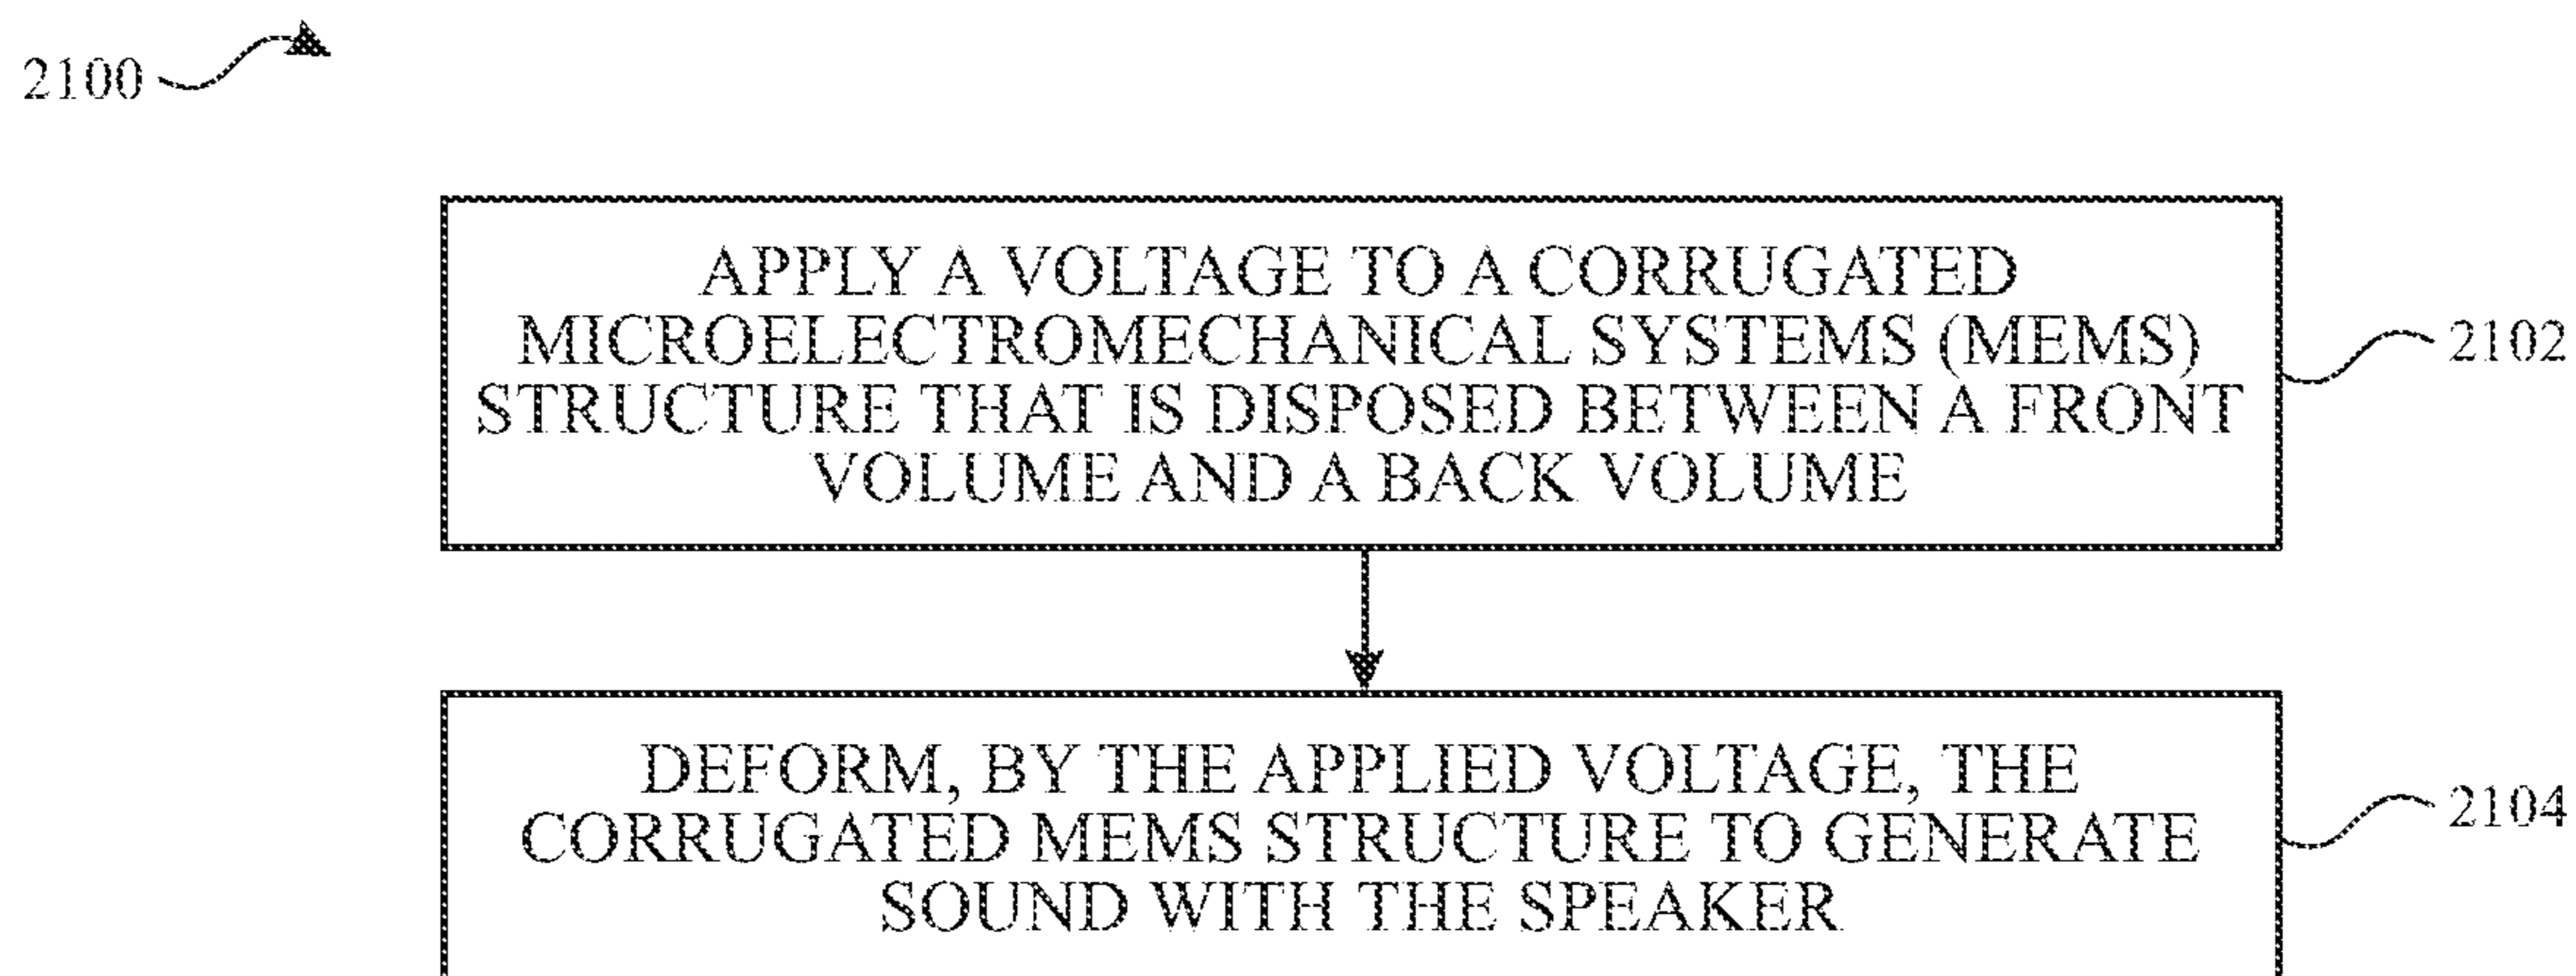 2100
APPLY A VOLTAGE TO A CORRUGATED
MICROELECTROMECHANICAL SYSTEMS (MEMS)
STRUCTURE THAT IS DISPOSED BETWEEN A FRONT
VOLUME AND A BACK VOLUME
2102
DEFORM, BY THE APPLIED VOLTAGE, THE
CORRUGATED MEMS STRUCTURE TO GENERATE
SOUND WITH THE SPEAKER
2104